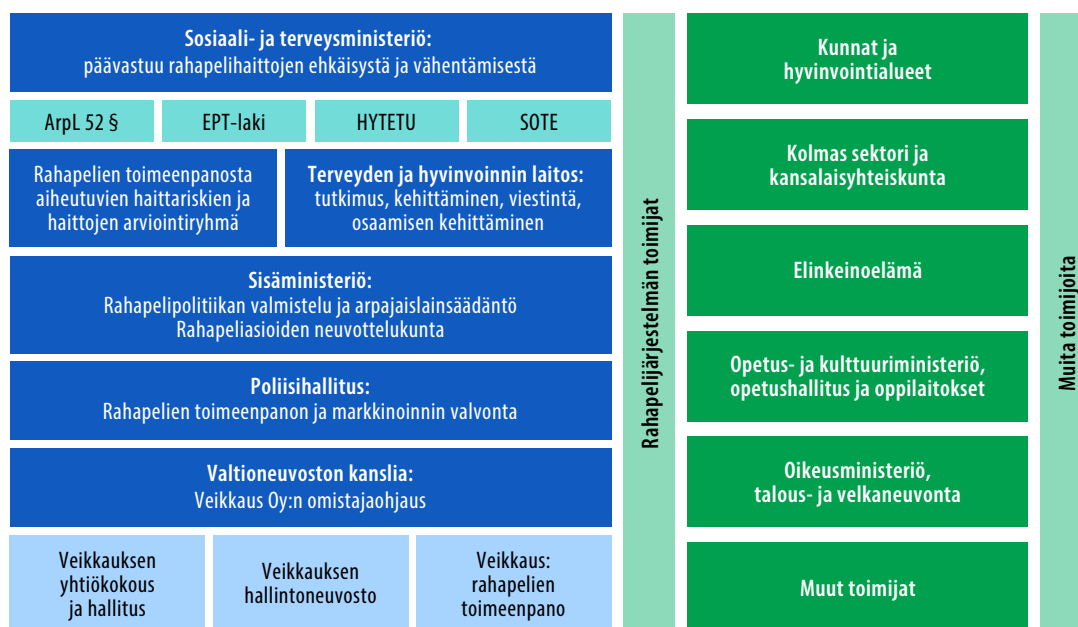 Sosiaali- ja terveysministeriö:
päävastuu rahapelihaittojen ehkäisystä ja vähentämisestä
ArpL 52 §
EPT-laki
HYTETU
SOTE
Rahapelien toimeenpanosta
aiheutuvien haittariskien ja
haittojen arviointiryhmä
Terveyden ja hyvinvoinnin laitos:
tutkimus, kehittäminen, viestintä,
osaamisen kehittäminen
Sisäministeriö:
Rahapelipolitiikan valmistelu ja arpajaislainsäädäntö
Rahapeliasioiden neuvottelukunta
Poliisihallitus:
Rahapelien toimeenpanon ja markkinoinnin valvonta
Valtioneuvoston kanslia:
Veikkaus Oy:n omistajaohjaus
Veikkauksen
yhtiökokous
ja hallitus
Veikkauksen
hallintoneuvosto
Veikkaus:
rahapelien
toimeenpano
Rahapelijärjestelmän toimijat
Kunnat ja
hyvinvointialueet
Kolmas sektori ja
kansalaisyhteiskunta
Elinkeinoelämä
Opetus- ja kulttuuriministeriö,
opetushallitus ja oppilaitokset
Oikeusministeriö,
talous- ja velkaneuvonta
Muut toimijat
Muita toimijoita